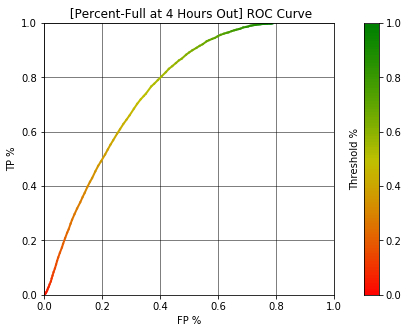 [Percent-Full at 4 Hours Out] ROC Curve
1.0
0.8
0.6
0.4
0.2
0.0
TP %
0.0 0.2 0.4 0.6 0.8 1.0
FP %
Threshold %
1.0
0.8
0.6
0.4
0.2
0.0